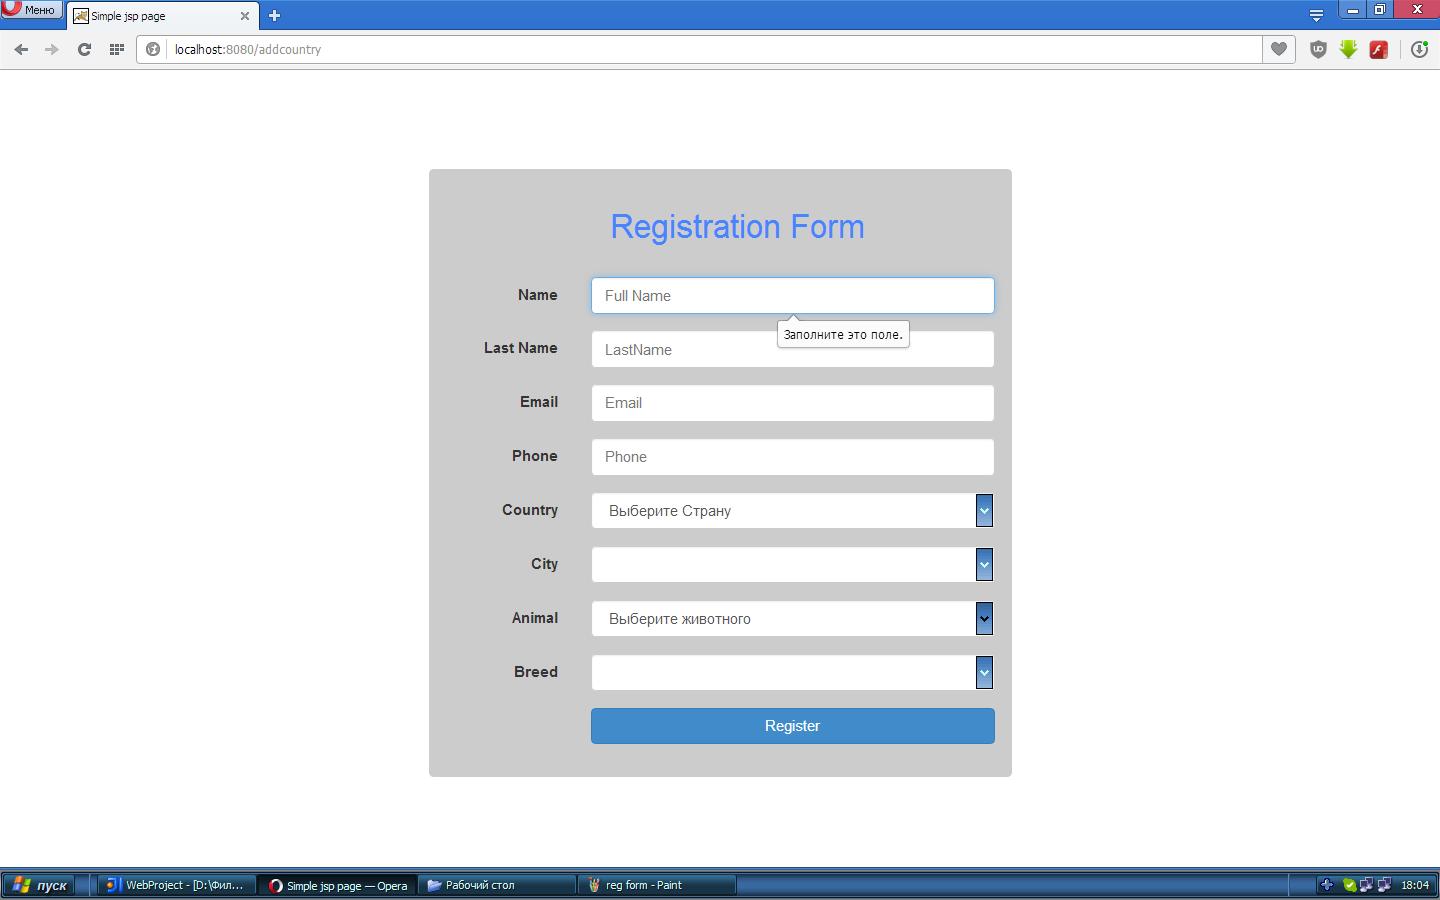 Меню
Simple jsp page
localhost:8080/addcountry
Registration Form
Name
Full Name
Заполните это поле.
Last Name
LastName
Email
Email
Phone
Phone
Country
Выберите Страну
City
Animal
Выберите животного
Breed
Register
пуск
WebProject - [D:\Фил...
Simple jsp page — Opera
Рабочий стол
reg form - Paint
18:04